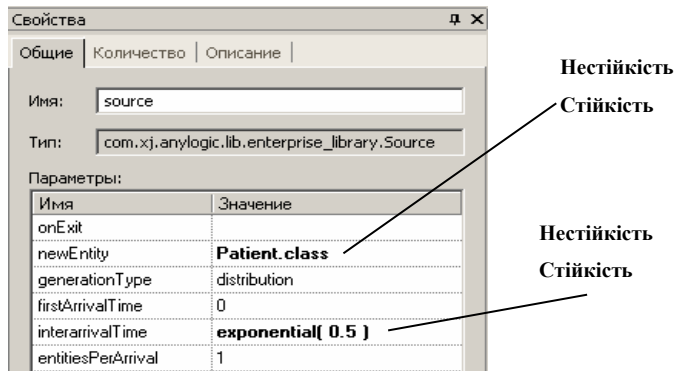 Свойства
Общие Количество Описание
Имя: source
Тип: com.xj.anylogic.lib.enterprise_library.Source
Параметры:
Имя Значение
onExit
newEntity Patient.class
generationType distribution
firstArrivalTime 0
interarrivalTime exponential( 0.5 )
entitiesPerArrival 1
Нестійкість
Стійкість
Нестійкість
Стійкість